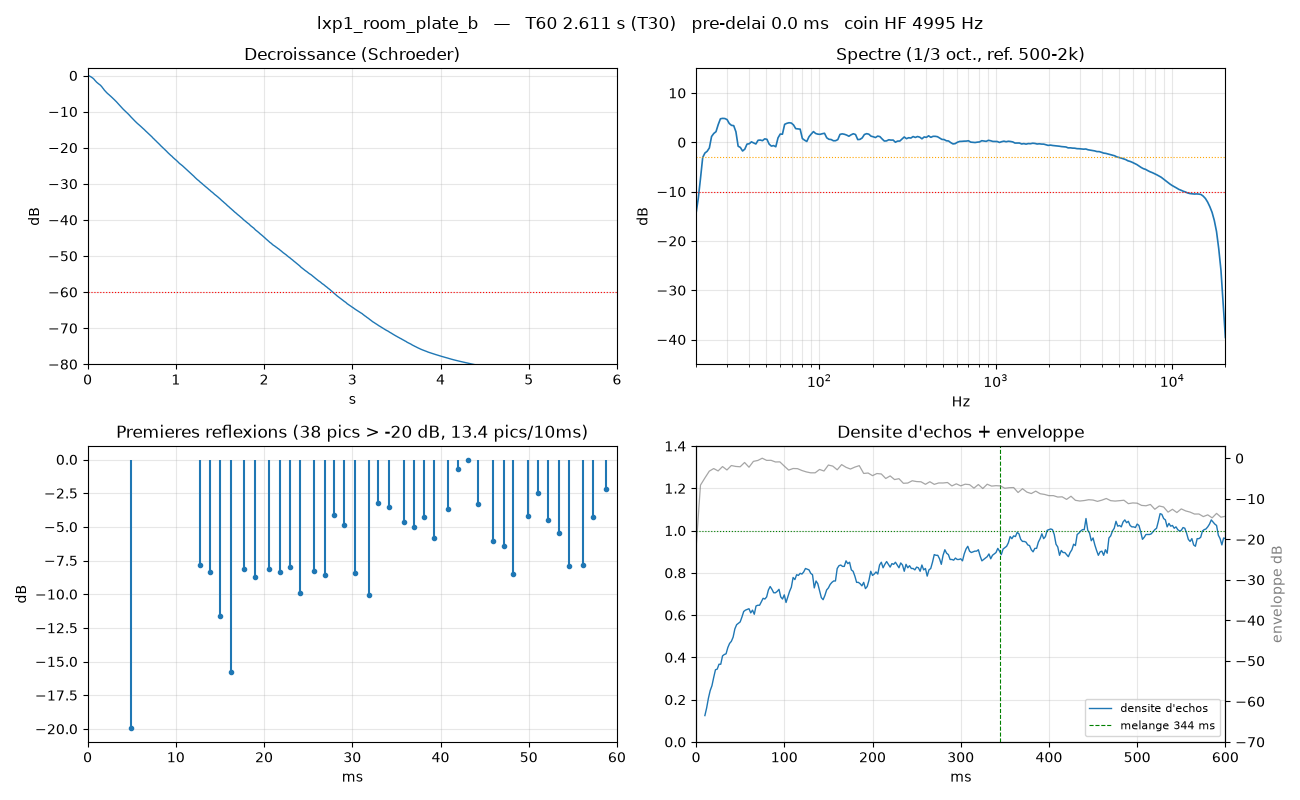 lxp1_room_plate_b — T60 2.611 s (T30) pre-delai 0.0 ms coin HF 4995 Hz
Decroissance (Schroeder)
dB
0
−10
−20
−30
−40
−50
−60
−70
−80
0 1 2 3 4 5 6
s
Spectre (1/3 oct., ref. 500-2k)
dB
10
0
−10
−20
−30
−40
10² 10³ 10⁴
Hz
Premieres reflexions (38 pics > -20 dB, 13.4 pics/10ms)
dB
0.0
−2.5
−5.0
−7.5
−10.0
−12.5
−15.0
−17.5
−20.0
0 10 20 30 40 50 60
ms
Densite d'echos + enveloppe
1.4
1.2
1.0
0.8
0.6
0.4
0.2
0.0
0 100 200 300 400 500 600
ms
0
−10
−20
−30
−40
−50
−60
−70
enveloppe dB
densite d'echos
melange 344 ms